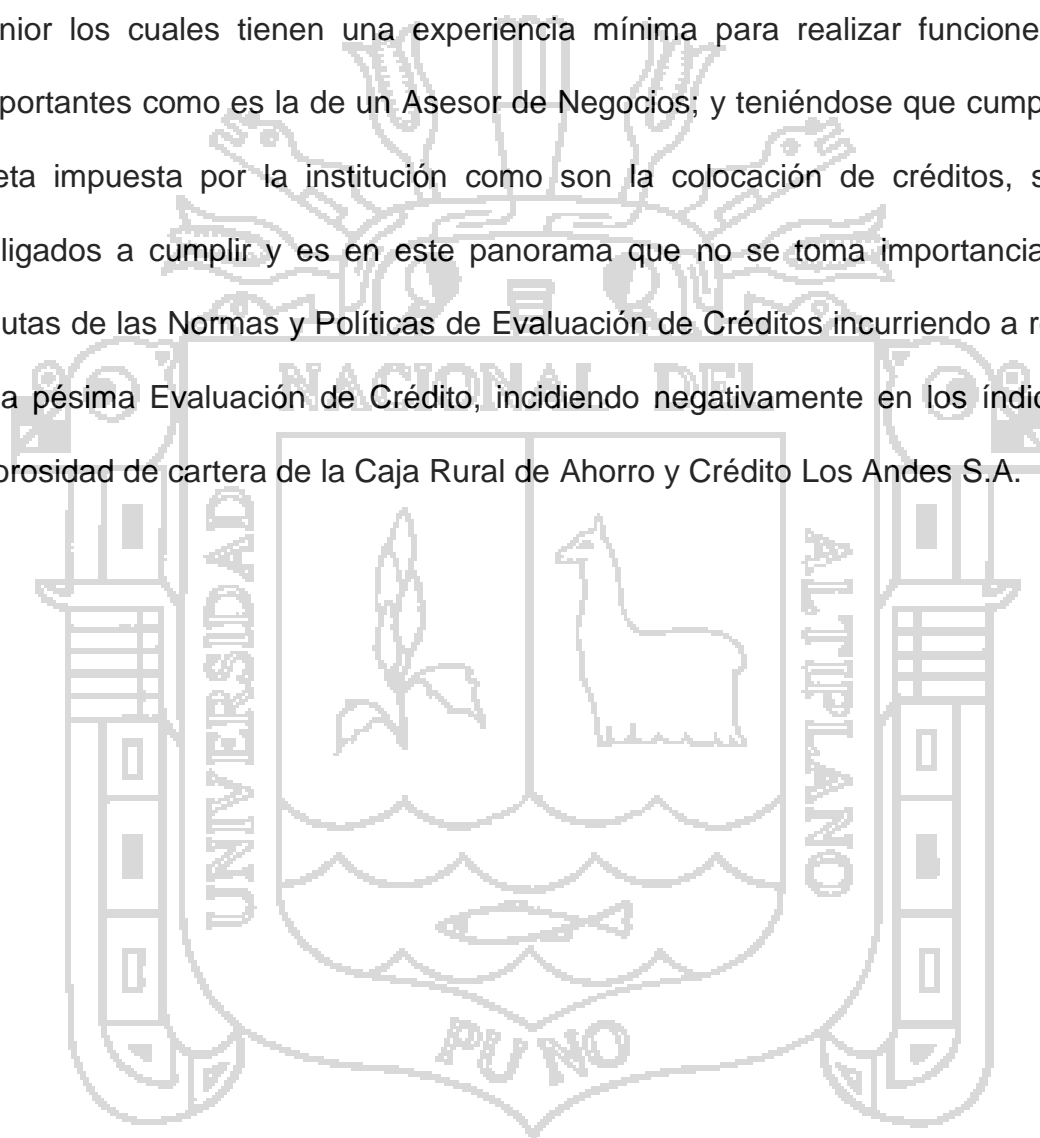 nior los cuales tienen una experiencia mínima para realizar funcione
portantes como es la de un Asesor de Negocios; y teniéndose que cump
eta impuesta por la institución como son la colocación de créditos, s
ligados a cumplir y es en este panorama que no se toma importancia
utas de las Normas y Políticas de Evaluación de Créditos incurriendo a r
a pésima Evaluación de Crédito, incidiendo negativamente en los índic
orosidad de cartera de la Caja Rural de Ahorro y Crédito Los Andes S.A.
NACIONAL DEL
UNIVERSIDAD
ALTIPLANO
PUNO